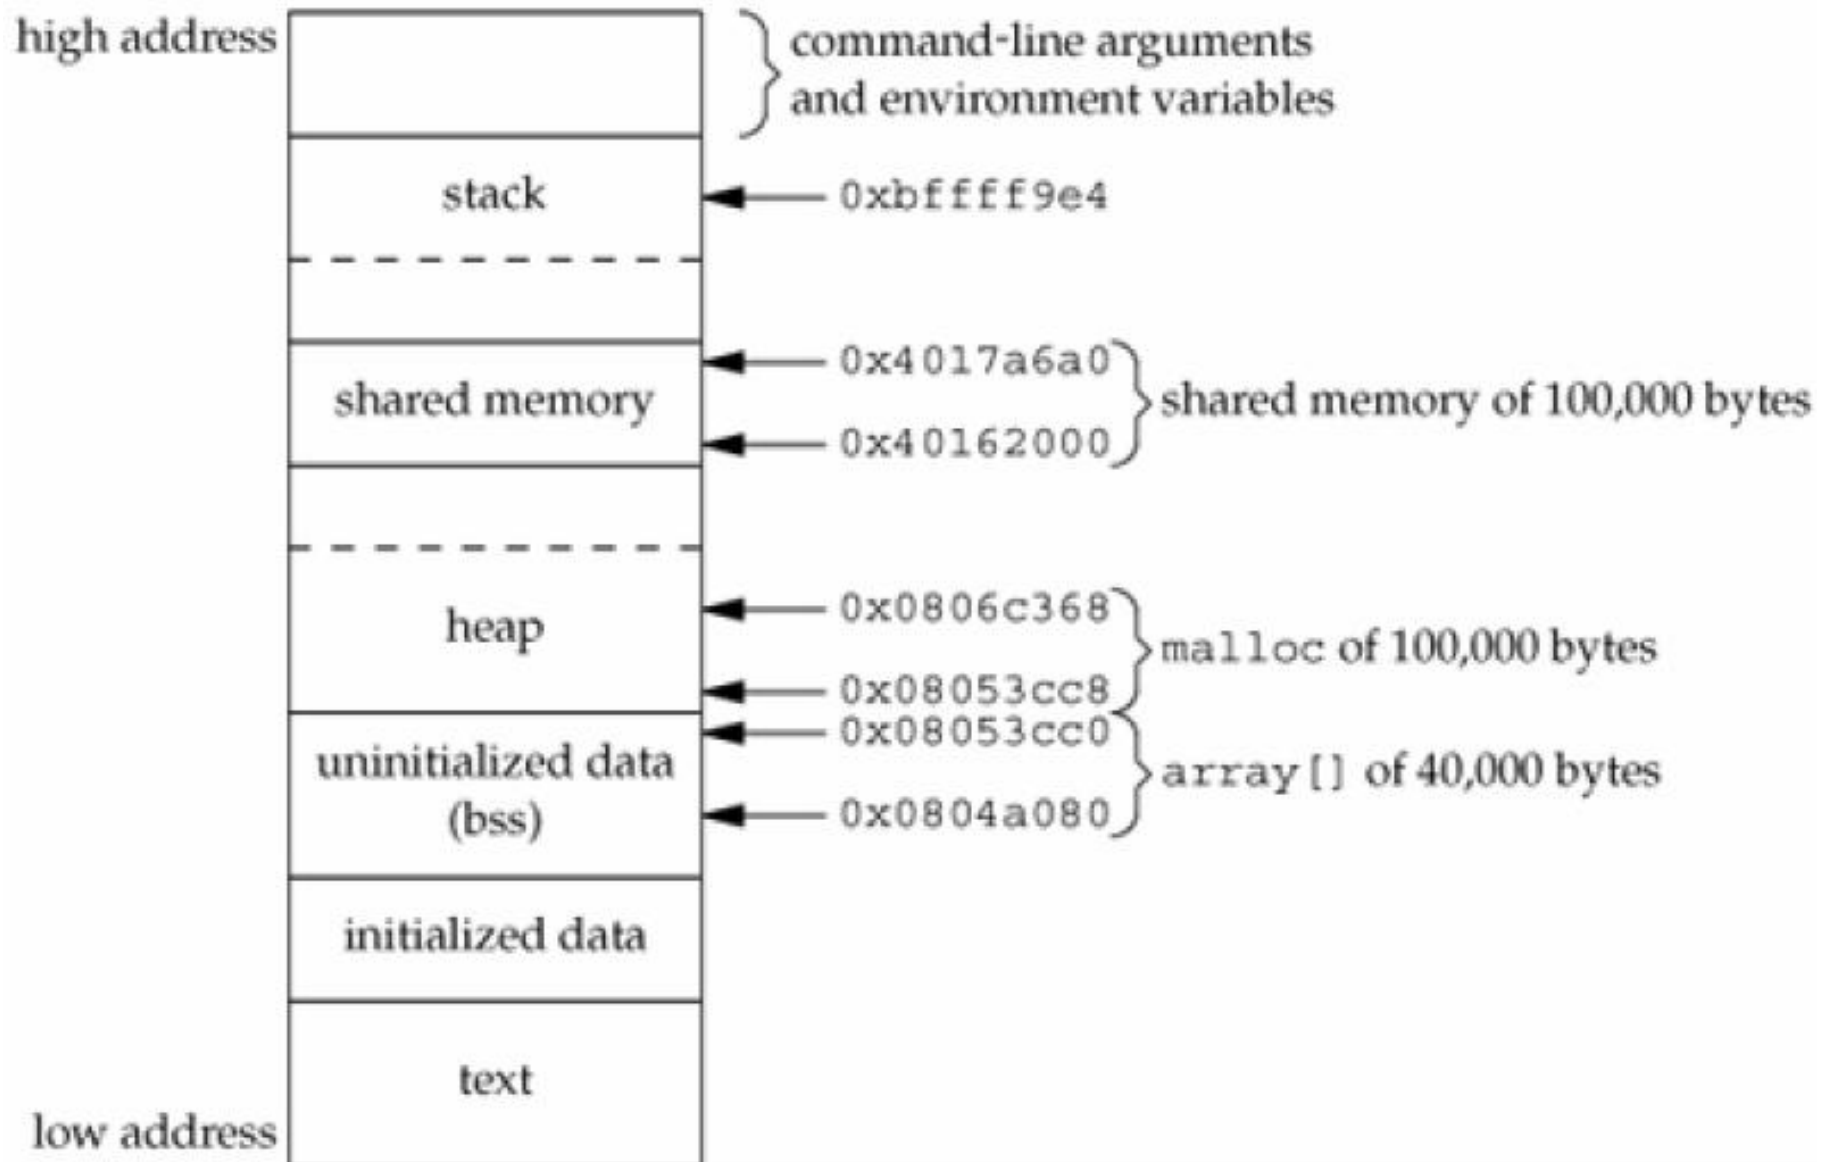 high address
command-line arguments
and environment variables
stack
0xbffff9e4
0x4017a6a0
shared memory
shared memory of 100,000 bytes
0x40162000
0x0806c368
heap
malloc of 100,000 bytes
0x08053cc8
0x08053cc0
uninitialized data
(bss)
array[] of 40,000 bytes
0x0804a080
initialized data
text
low address